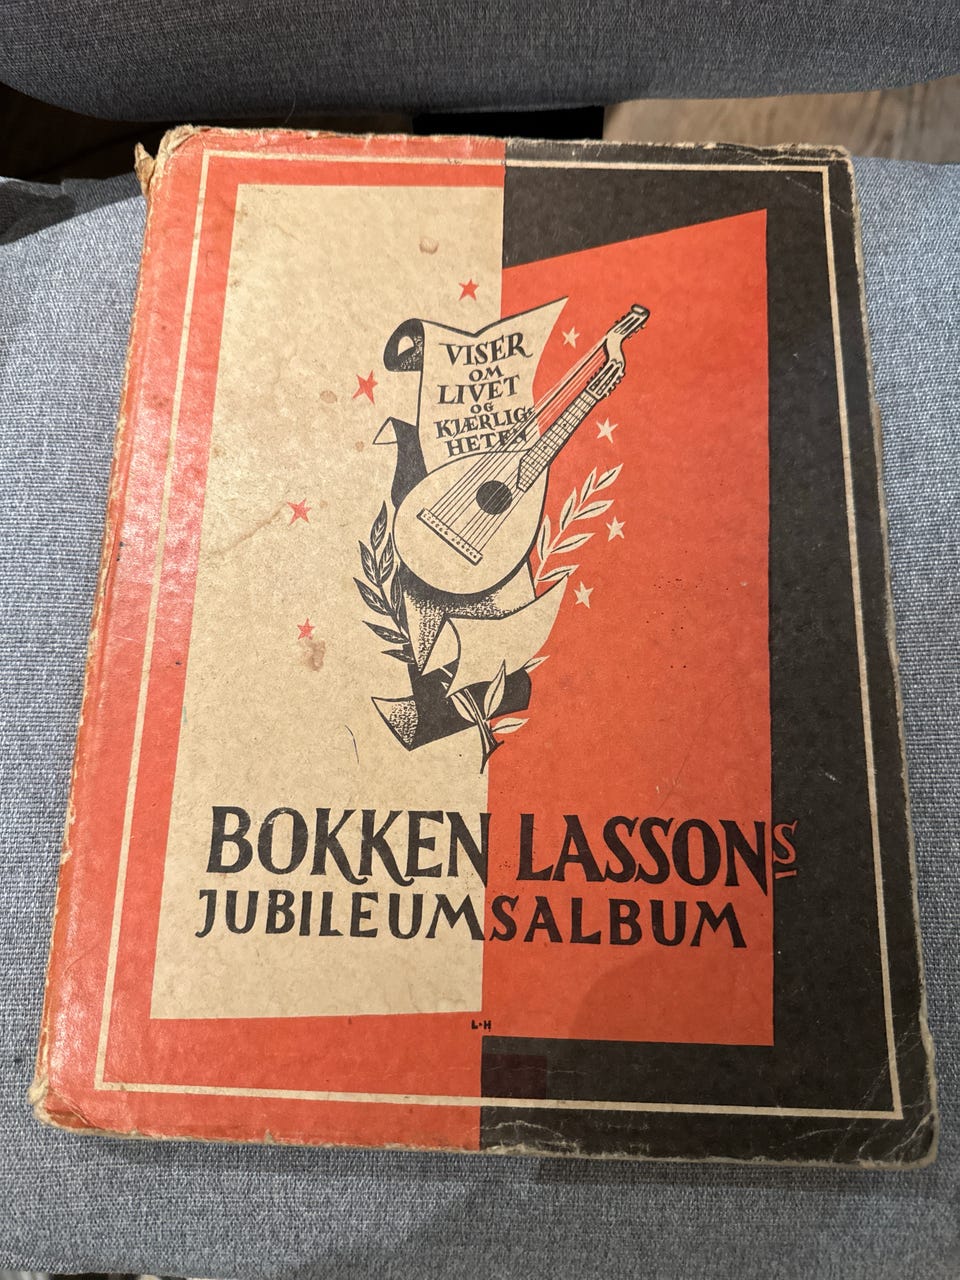 VISER
OM
LIVET
OG
KJÆRLIG-
HETEN
BOKKEN LASSONS
JUBILEUMSALBUM
L·H